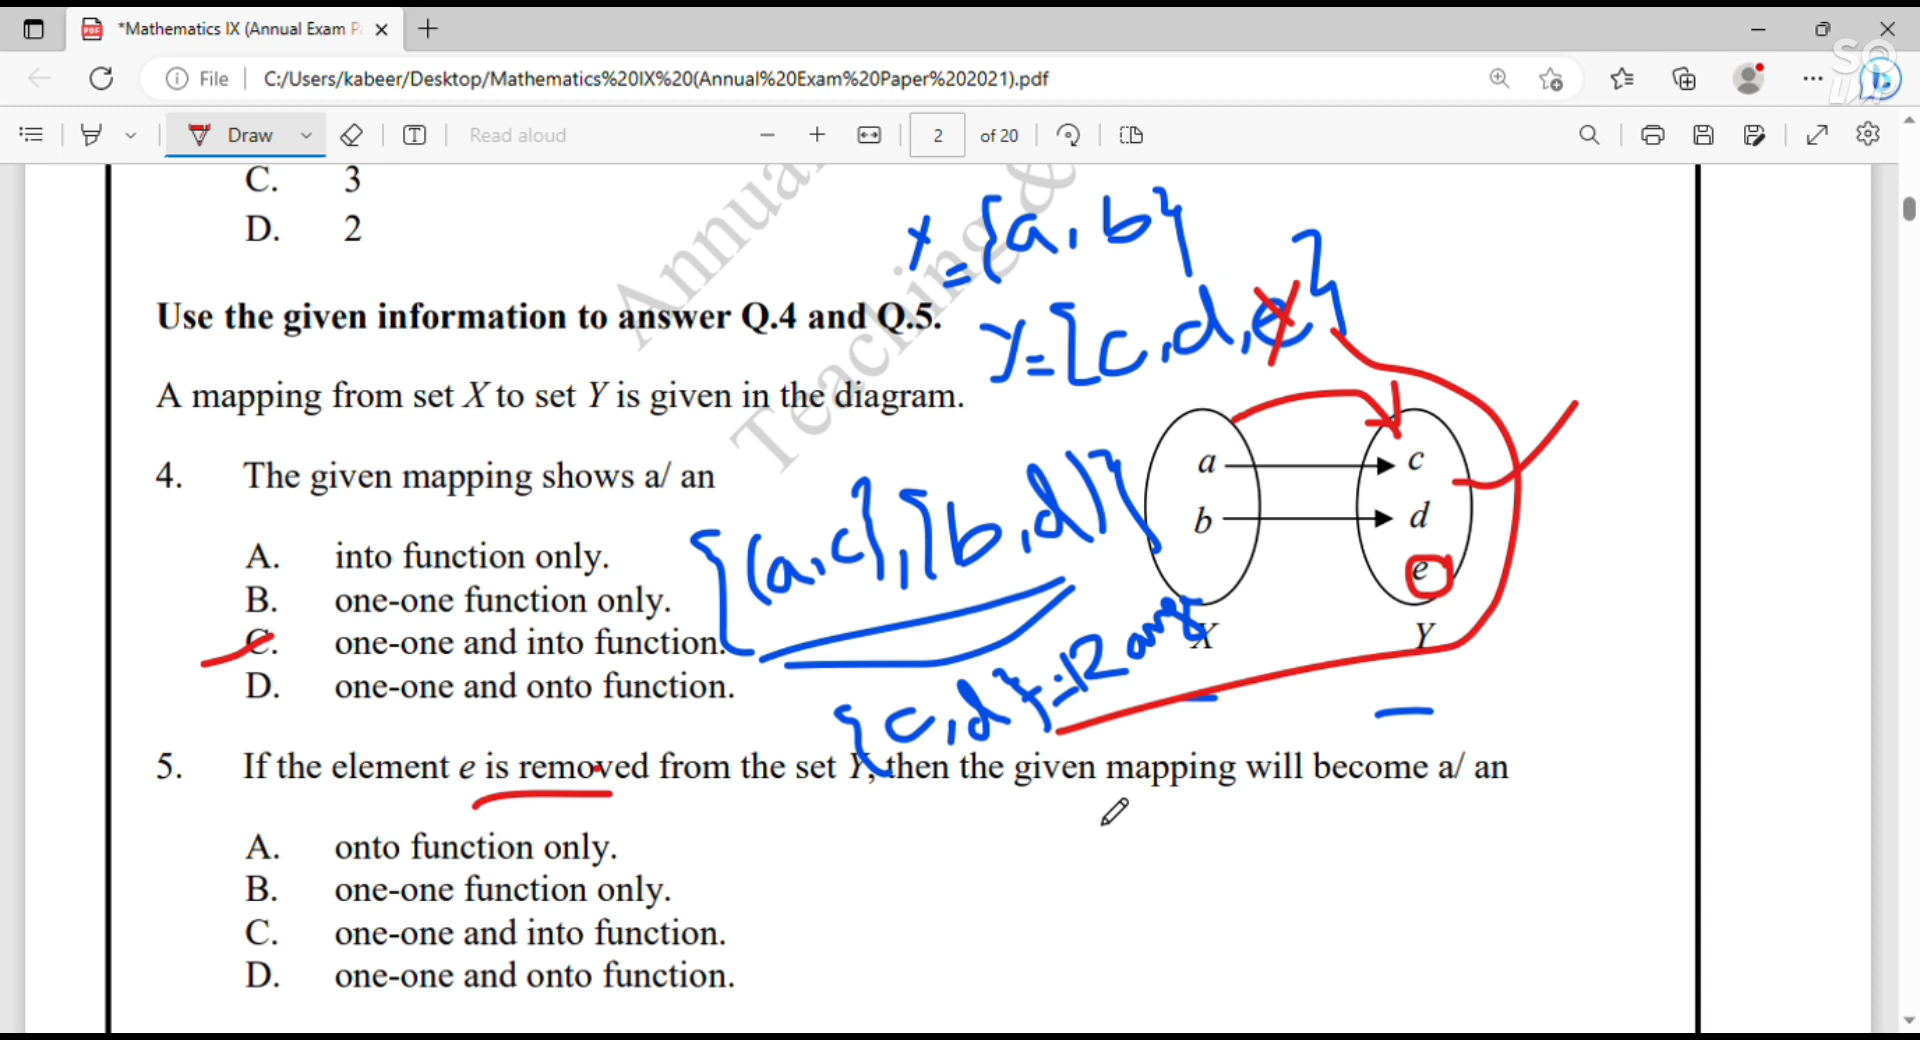 *Mathematics IX (Annual Exam P
File
C:/Users/kabeer/Desktop/Mathematics%20IX%20(Annual%20Exam%20Paper%202021).pdf
Draw
Read aloud
2
of 20
C. 3
D. 2
Annual
Teaching &
x = {a, b}
Use the given information to answer Q.4 and Q.5.
y = {c, d, e}
A mapping from set X to set Y is given in the diagram.
4. The given mapping shows a/ an
a c
b d
e
X Y
{(a, c), (b, d)}
A. into function only.
B. one-one function only.
C. one-one and into function.
D. one-one and onto function.
{c, d} = Rang
5. If the element e is removed from the set Y, then the given mapping will become a/ an
A. onto function only.
B. one-one function only.
C. one-one and into function.
D. one-one and onto function.